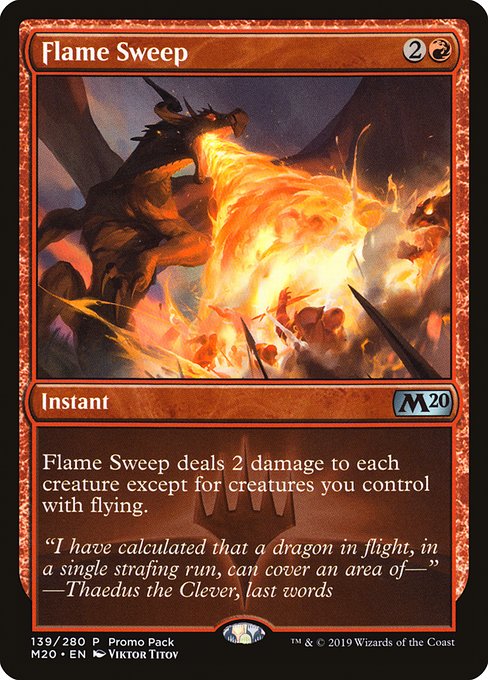 Flame Sweep 2
Instant
M20
Flame Sweep deals 2 damage to each
creature except for creatures you control
with flying.
“I have calculated that a dragon in flight, in
a single strafing run, can cover an area of—”
—Thaedus the Clever, last words
139/280 P Promo Pack
M20 • EN Viktor Titov
™ & © 2019 Wizards of the Coast